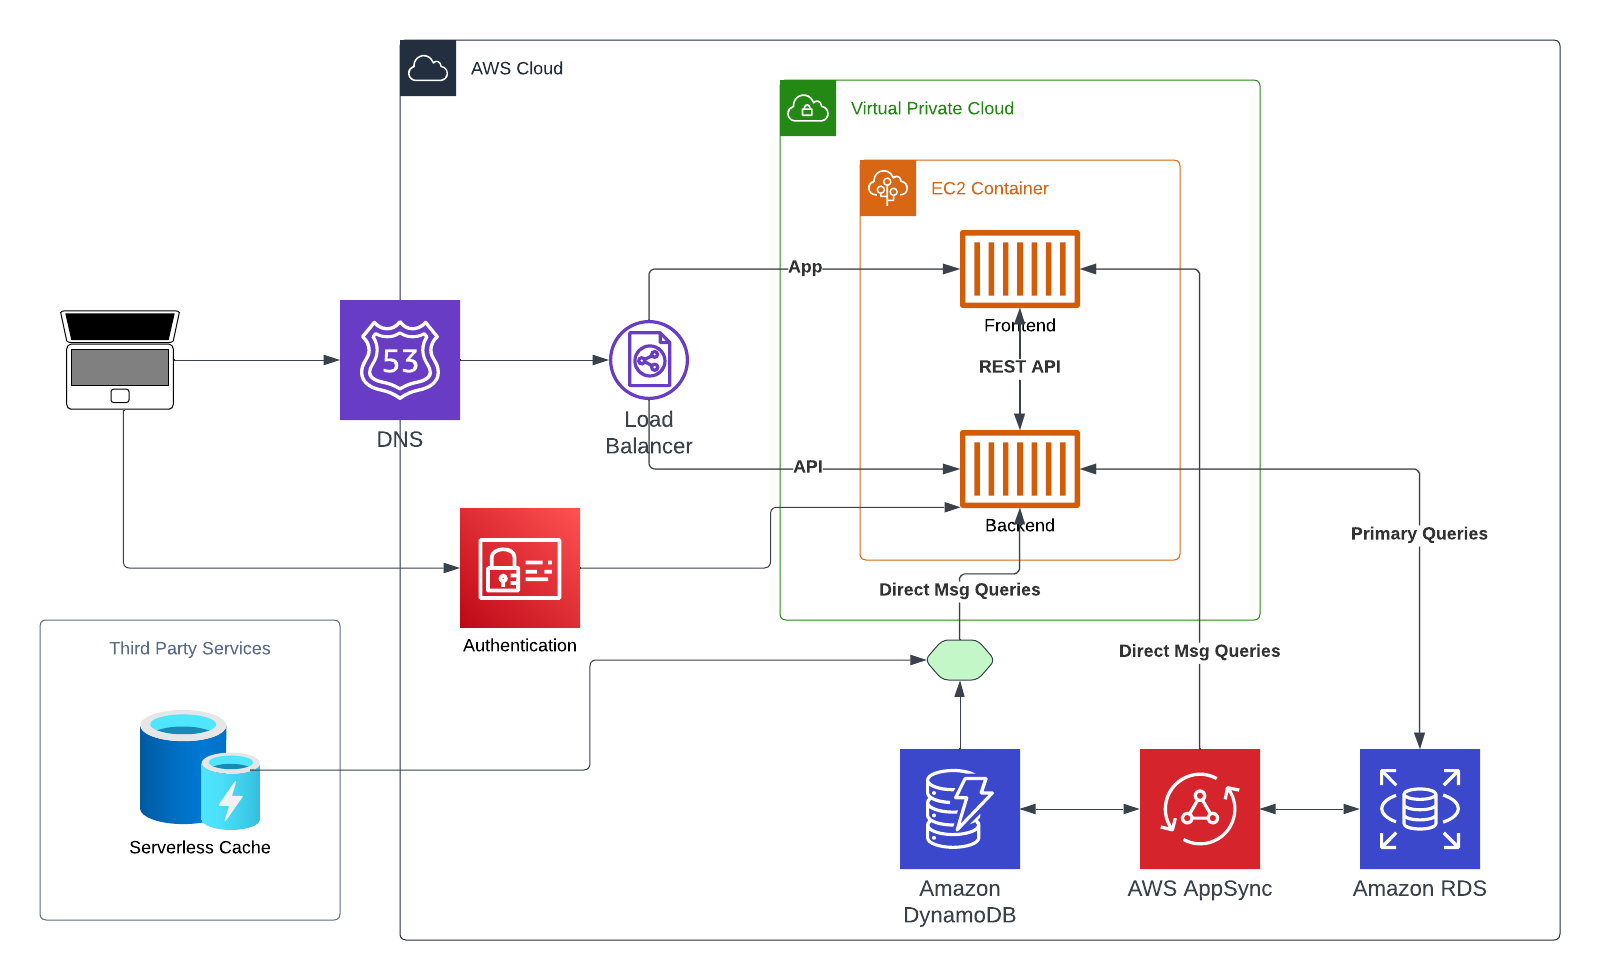 AWS Cloud
Virtual Private Cloud
EC2 Container
App
Frontend
REST API
53
DNS
Load
Balancer
API
Backend
Primary Queries
Direct Msg Queries
Authentication
Third Party Services
Direct Msg Queries
Serverless Cache
Amazon
DynamoDB
AWS AppSync
Amazon RDS